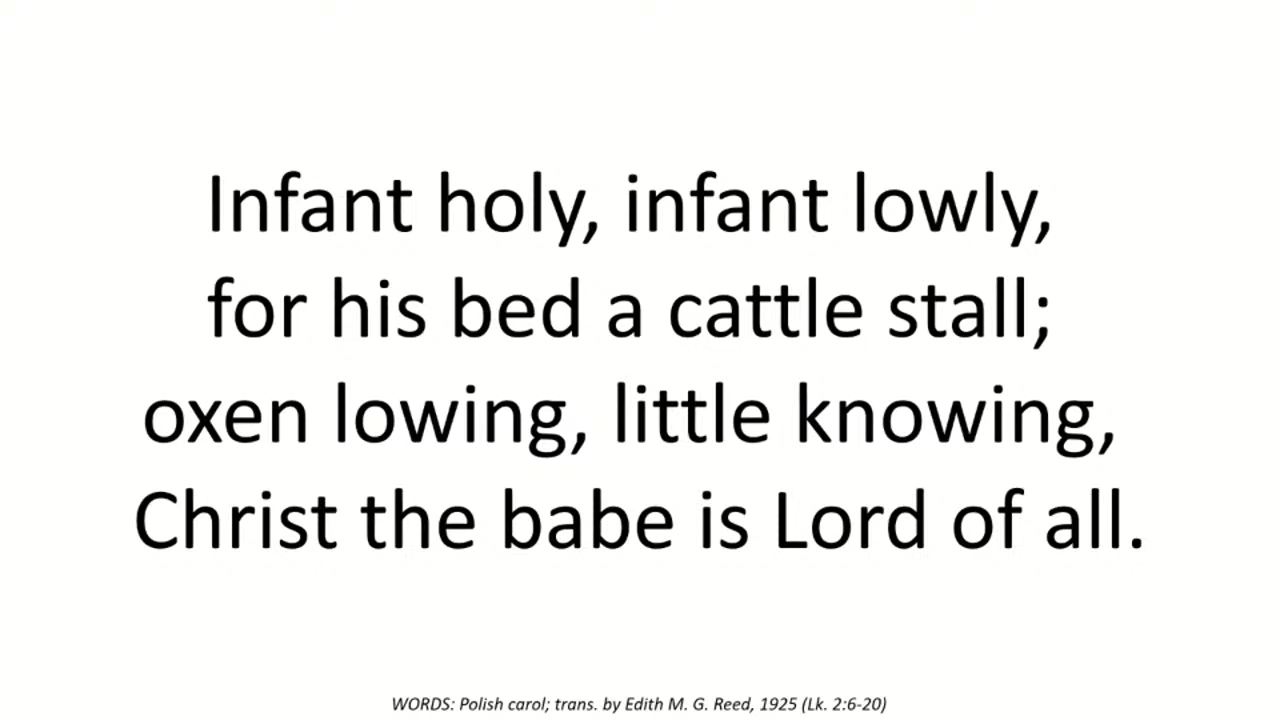 Infant holy, infant lowly,
for his bed a cattle stall;
oxen lowing, little knowing,
Christ the babe is Lord of all.
WORDS: Polish carol; trans. by Edith M. G. Reed, 1925 (Lk. 2:6-20)